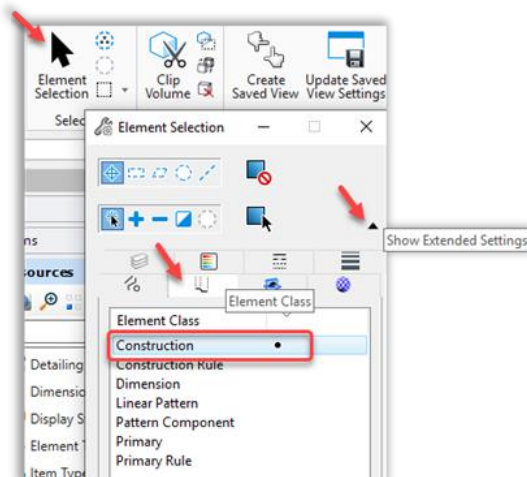 Element
Selection
Clip
Volume
Create
Saved View
Update Saved
View Settings
Selec
Element Selection
Show Extended Settings
ns
sources
Element Class
Element Class
Construction
Construction Rule
Dimension
Linear Pattern
Pattern Component
Primary
Primary Rule
Detailing
Dimensio
Display S
Element T
Item Type